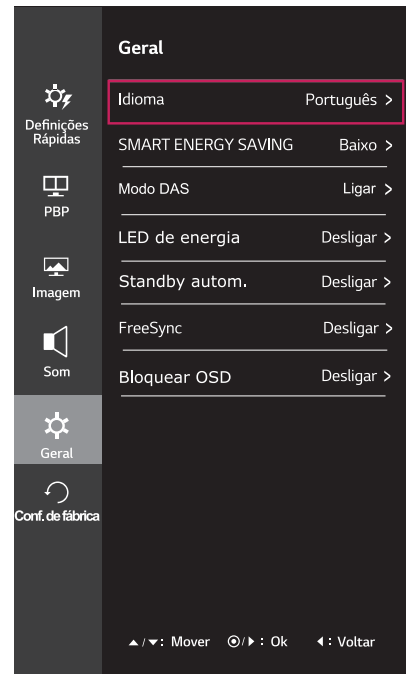 Geral
Definições
Rápidas
PBP
Imagem
Som
Geral
Conf. de fábrica
Idioma Português >
SMART ENERGY SAVING Baixo >
Modo DAS Ligar >
LED de energia Desligar >
Standby autom. Desligar >
FreeSync Desligar >
Bloquear OSD Desligar >
▲/▼: Mover ◉/▶: Ok ◀: Voltar